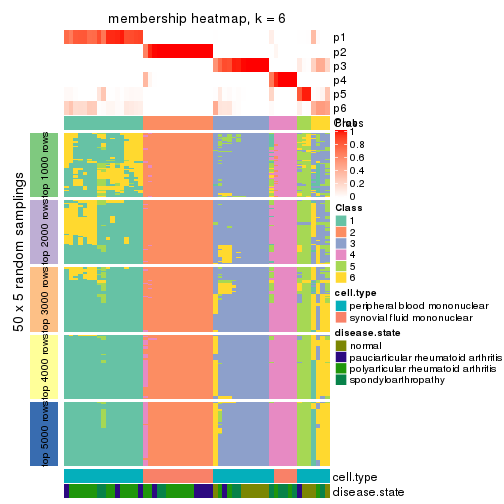 membership heatmap, k = 6
p1
p2
p3
p4
p5
p6
Class
Prob
1
0.8
0.6
0.4
0.2
0
Class
1
2
3
4
5
6
cell.type
peripheral blood mononuclear
synovial fluid mononuclear
disease.state
normal
pauciarticular rheumatoid arthritis
polyarticular rheumatoid arthritis
spondyloarthropathy
50 x 5 random samplings
top 1000 rows
top 2000 rows
top 3000 rows
top 4000 rows
top 5000 rows
cell.type
disease.state